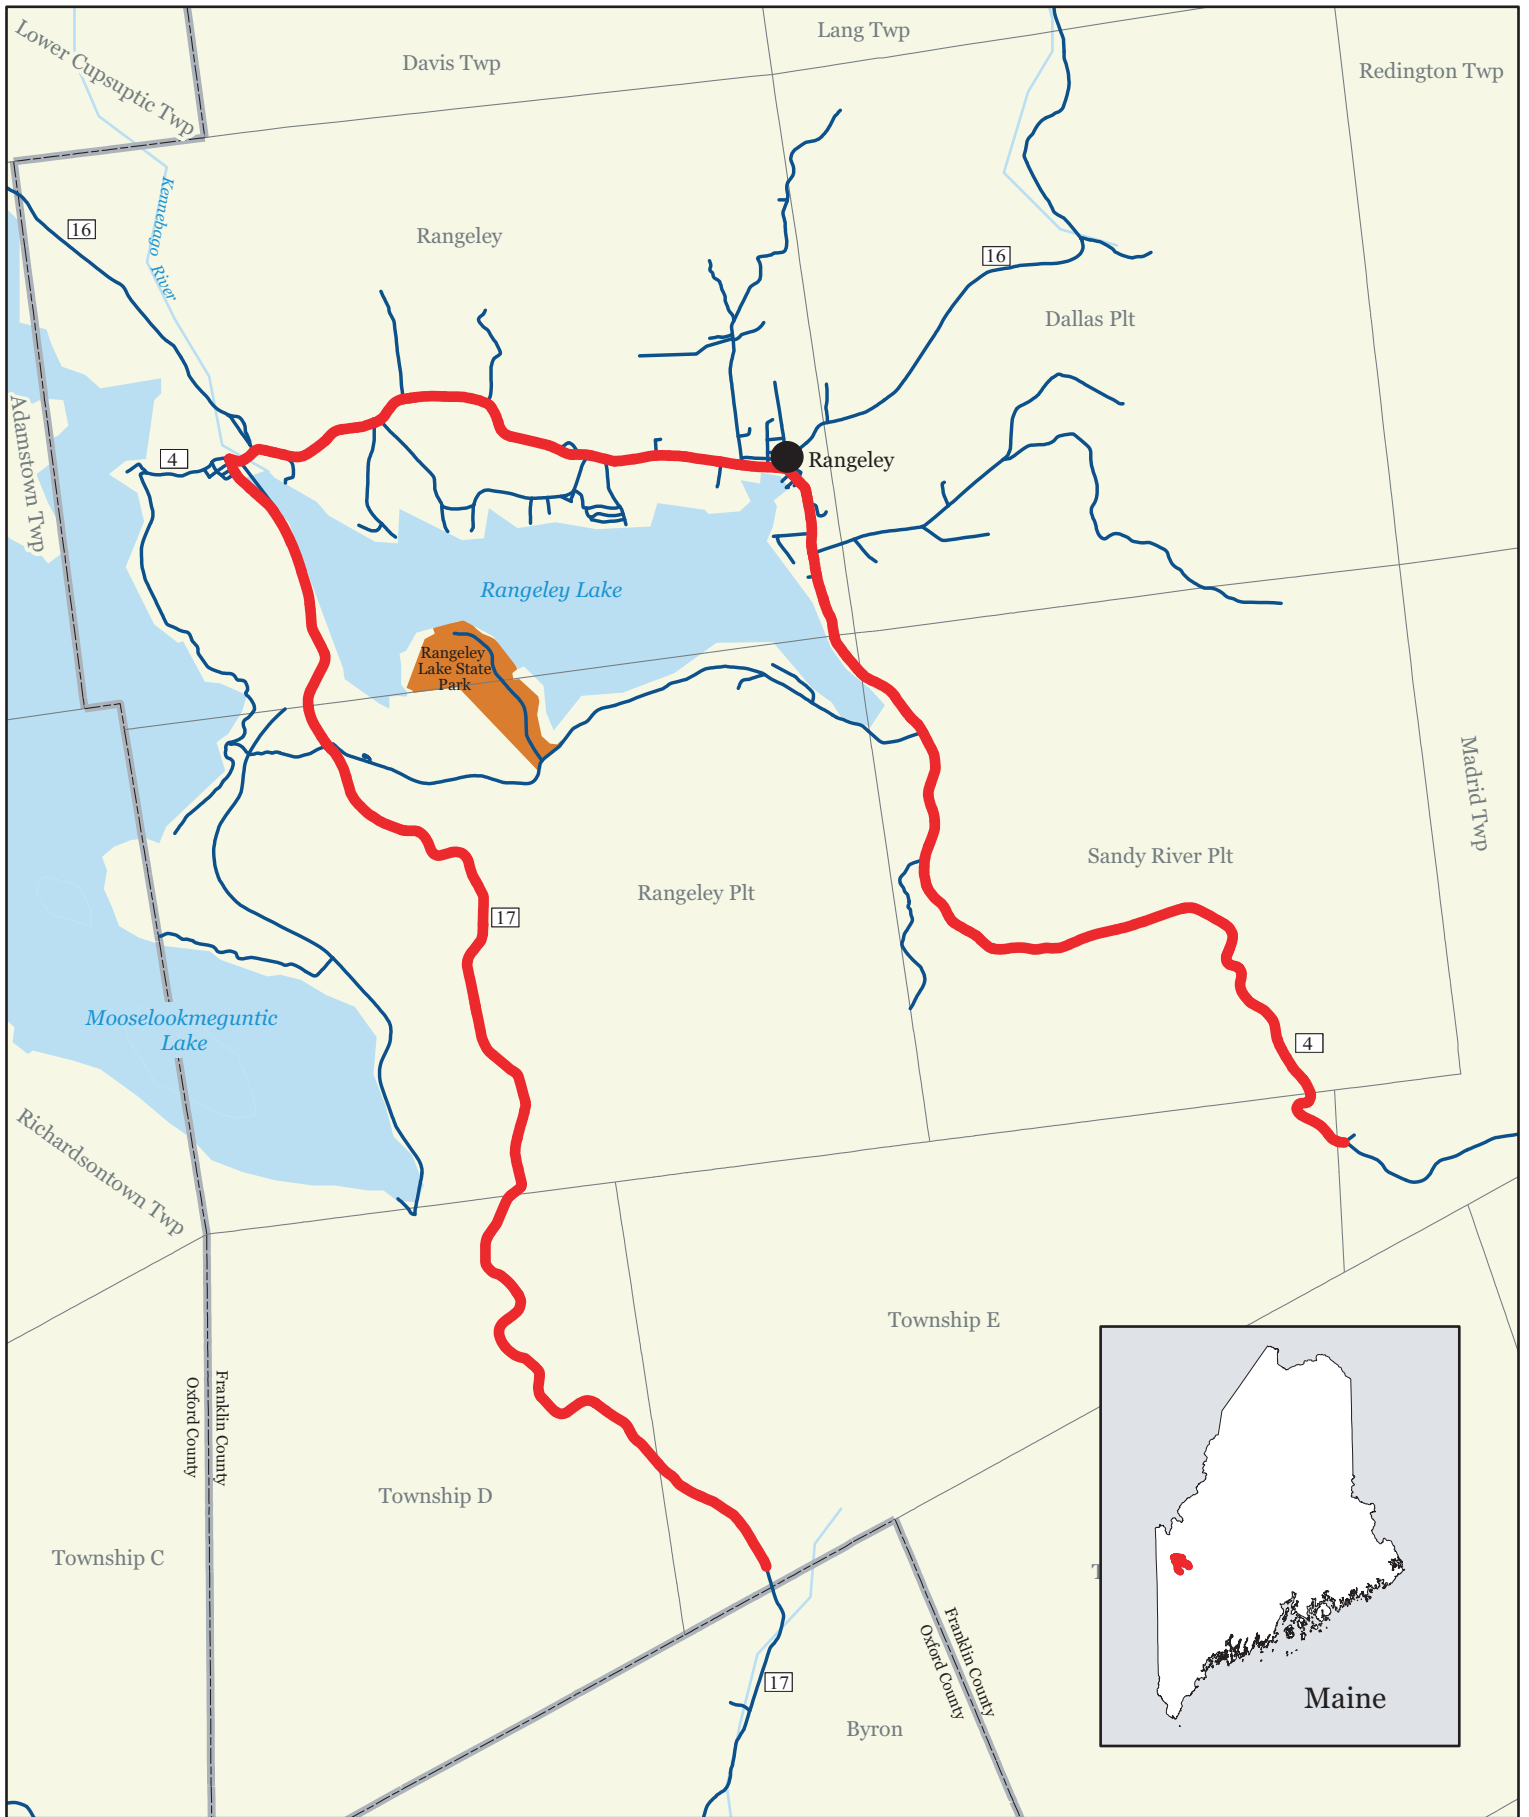 Lang Twp
Lower Cupsuptic Twp
Davis Twp
Redington Twp
Kennebago River
16
Rangeley
16
Dallas Plt
Adamstown Twp
4
Rangeley
Rangeley Lake
Rangeley
Lake State
Park
Madrid Twp
Sandy River Plt
Rangeley Plt
17
Mooselookmeguntic
Lake
4
Richardsontown Twp
Township E
Franklin County
Oxford County
Township D
Township C
T
Franklin County
Oxford County
17
Byron
Maine